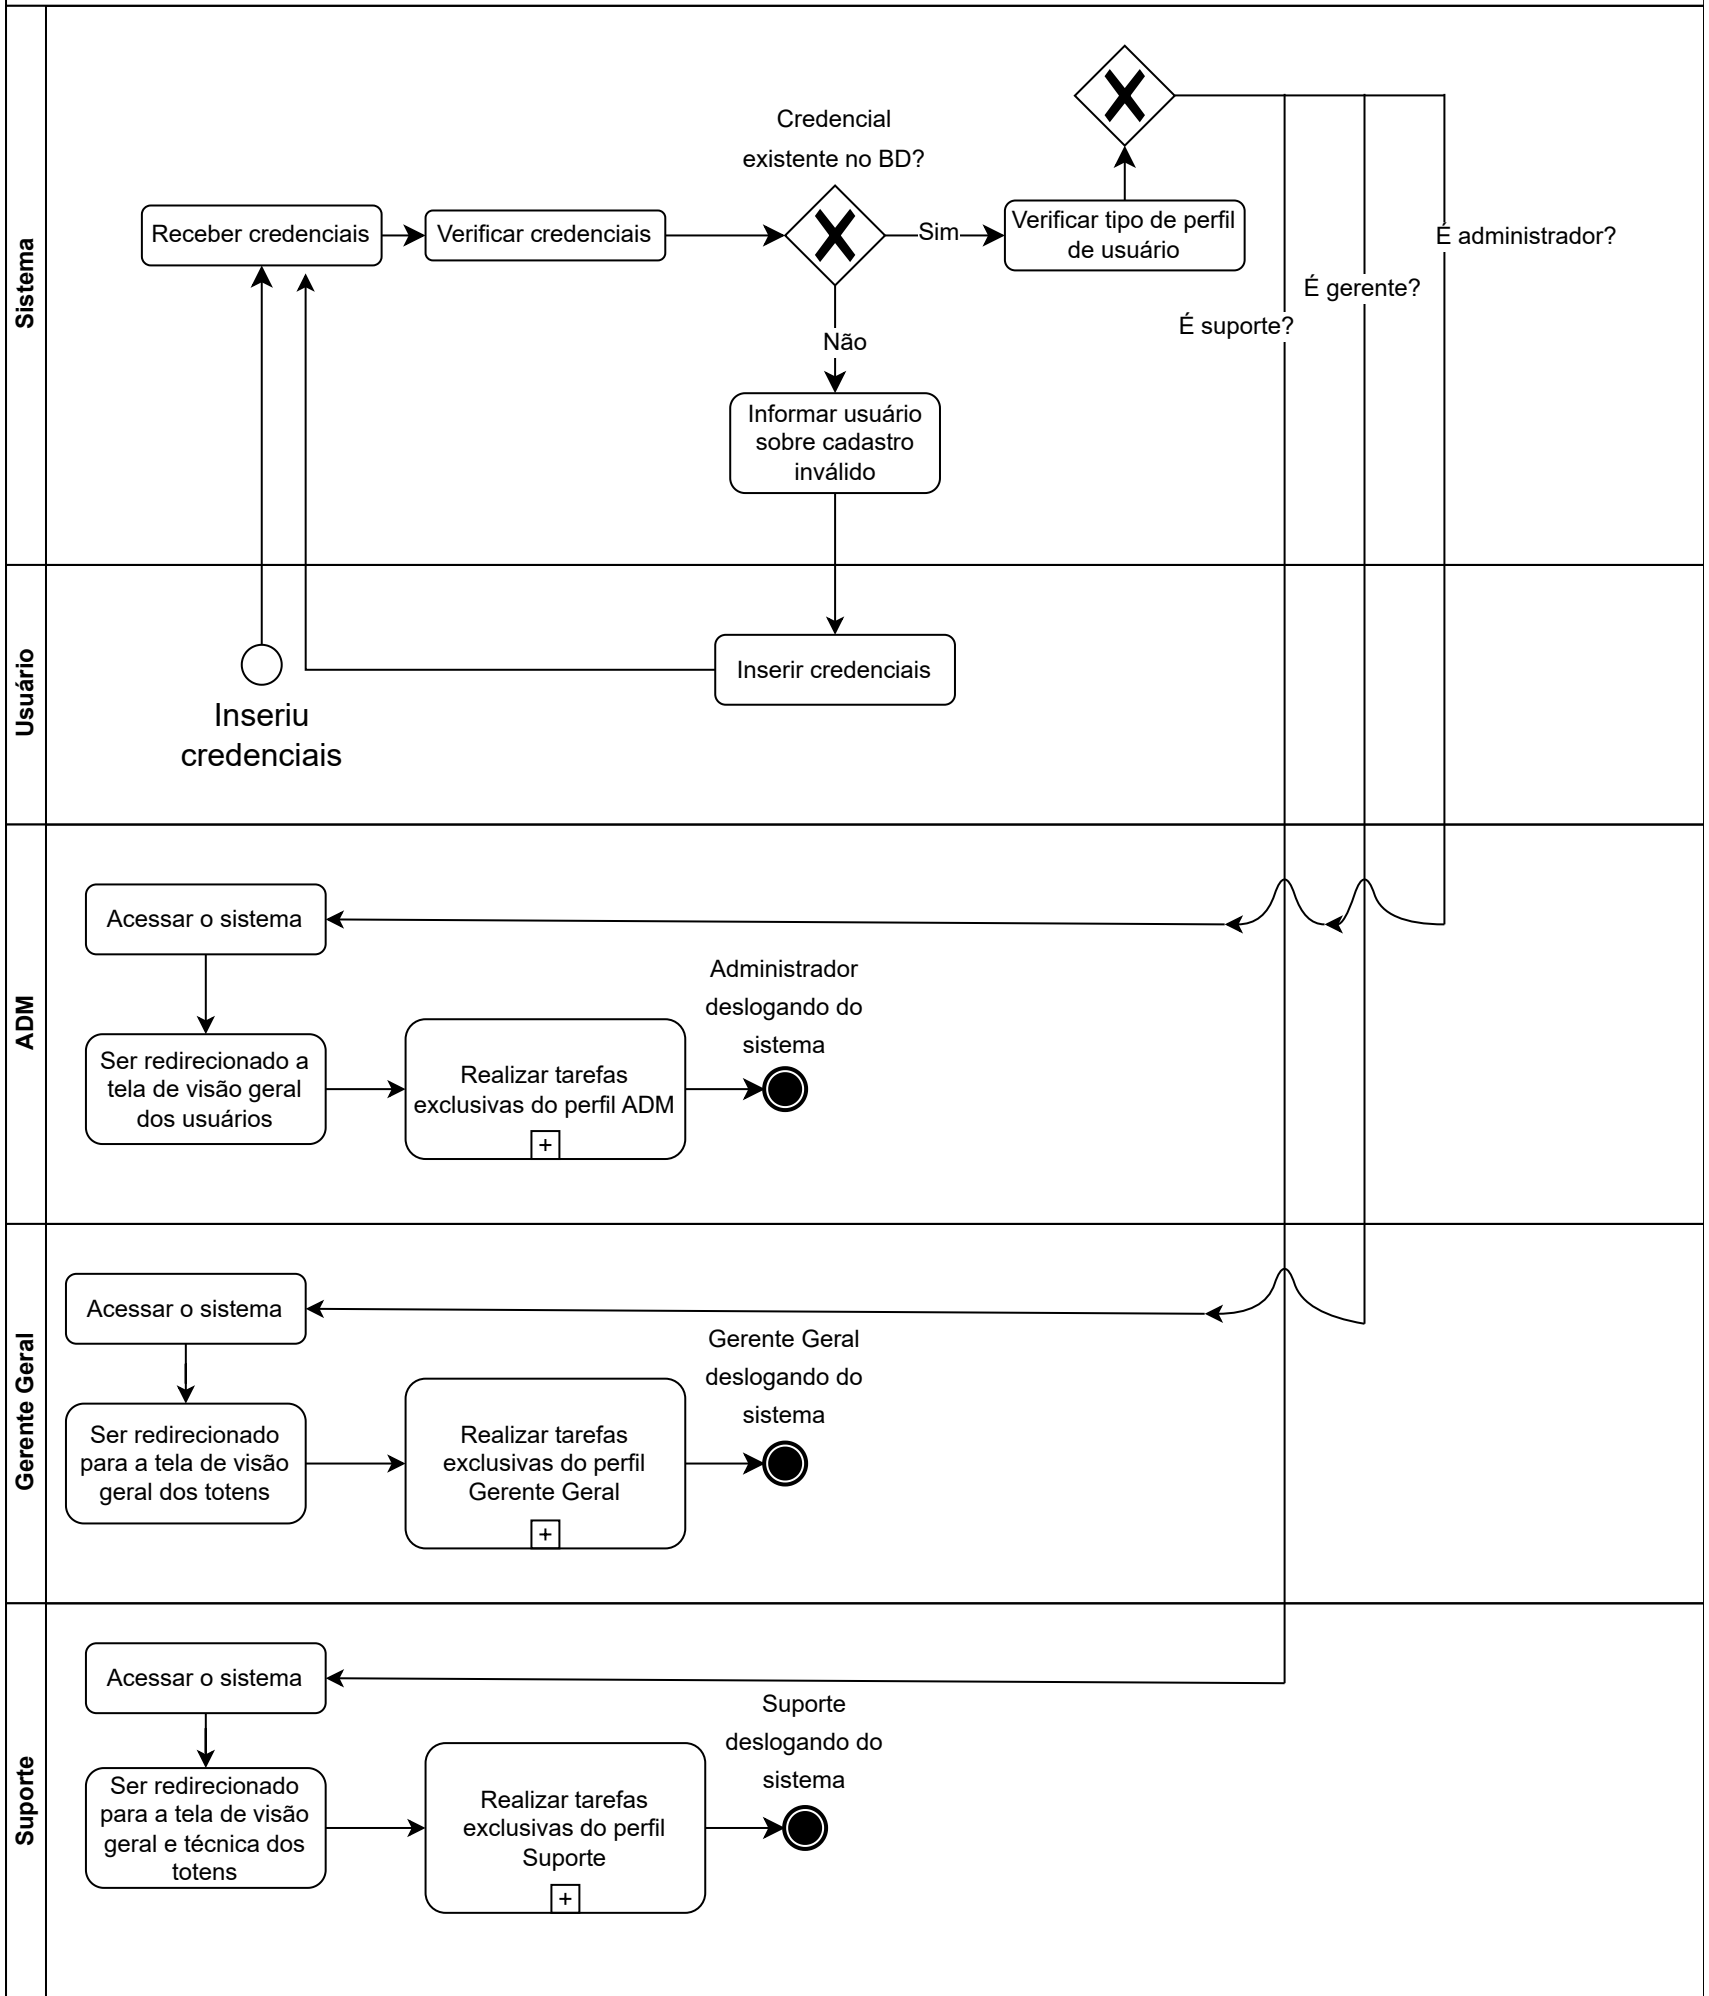 Sistema
Credencial
existente no BD?
Receber credenciais
Verificar credenciais
Sim
Verificar tipo de perfil
de usuário
É administrador?
É gerente?
É suporte?
Não
Informar usuário
sobre cadastro
inválido
Usuário
Inserir credenciais
Inseriu
credenciais
ADM
Acessar o sistema
Administrador
deslogando do
sistema
Ser redirecionado a
tela de visão geral
dos usuários
Realizar tarefas
exclusivas do perfil ADM
+
Gerente Geral
Acessar o sistema
Gerente Geral
deslogando do
sistema
Ser redirecionado
para a tela de visão
geral dos totens
Realizar tarefas
exclusivas do perfil
Gerente Geral
+
Suporte
Acessar o sistema
Suporte
deslogando do
sistema
Ser redirecionado
para a tela de visão
geral e técnica dos
totens
Realizar tarefas
exclusivas do perfil
Suporte
+